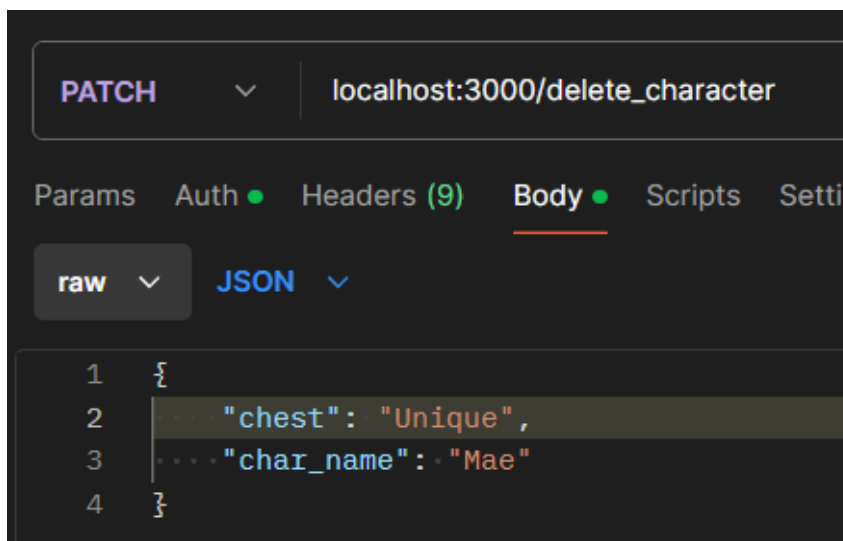 PATCH localhost:3000/delete_character
Params Auth Headers (9) Body Scripts Setti
raw JSON
1 {
2 "chest": "Unique",
3 "char_name": "Mae"
4 }